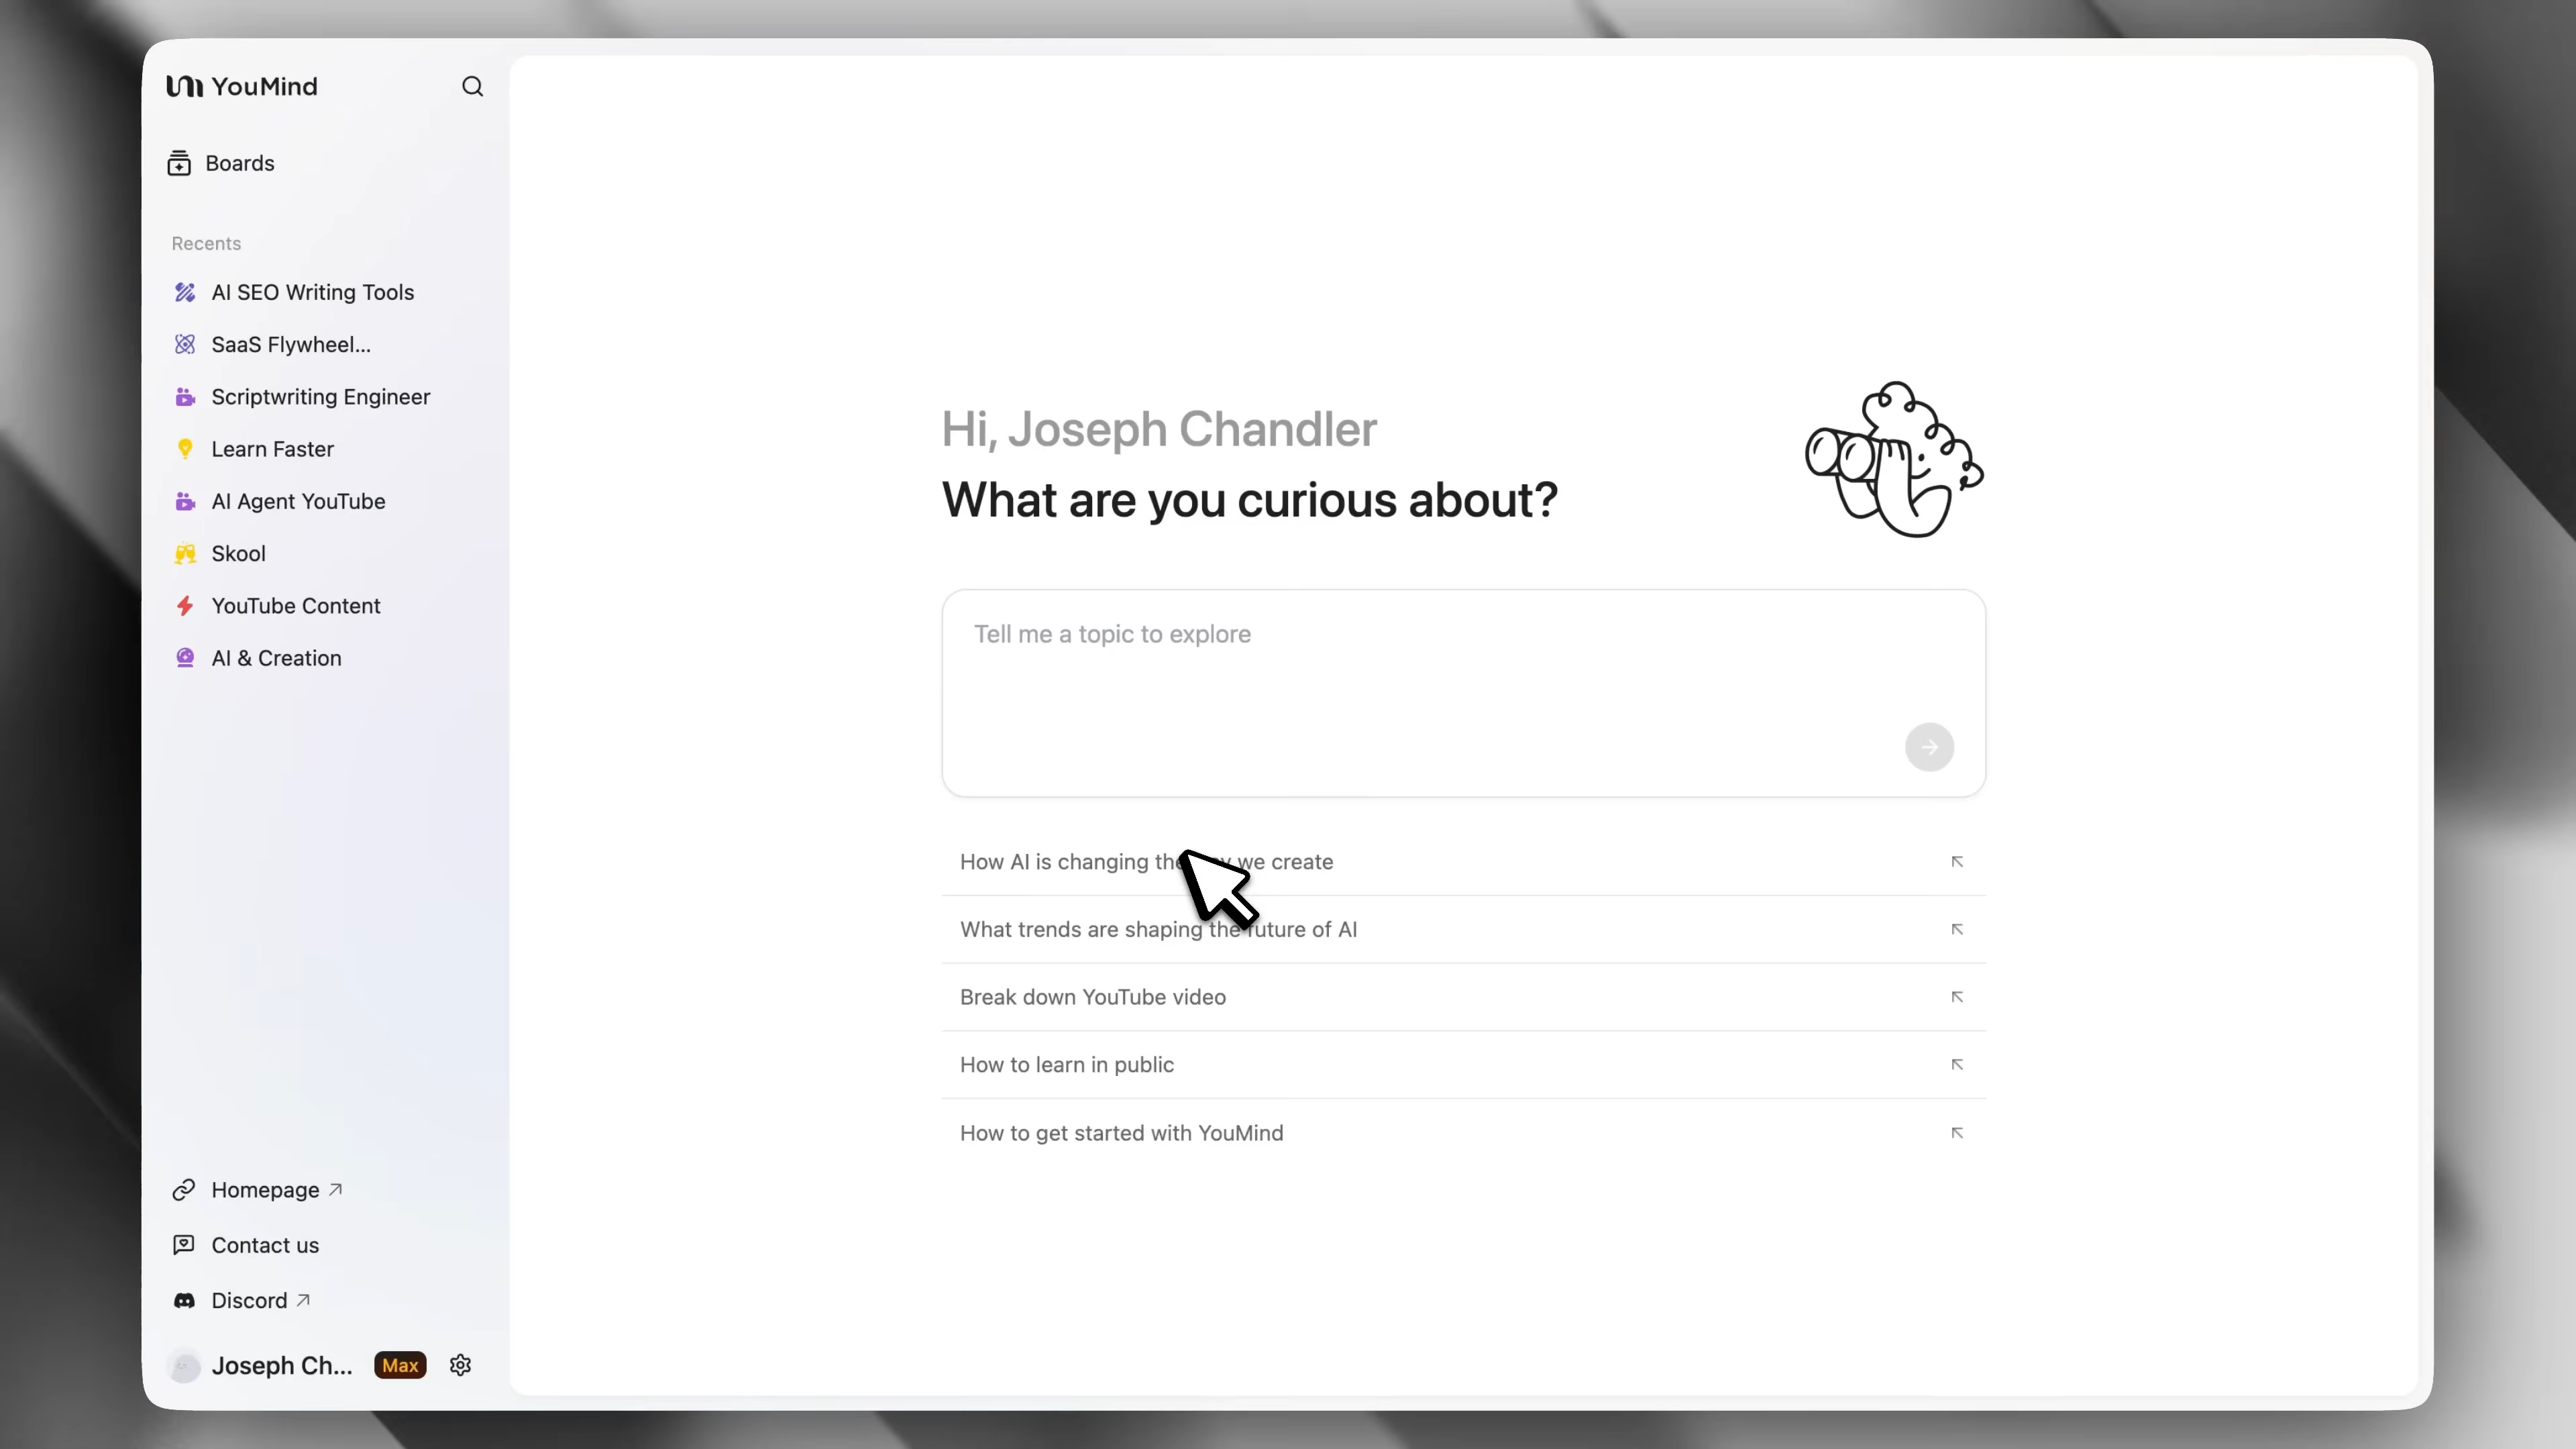 YouMind
Boards
Recents
AI SEO Writing Tools
SaaS Flywheel...
Scriptwriting Engineer
Learn Faster
AI Agent YouTube
Skool
YouTube Content
AI & Creation
Homepage
Contact us
Discord
Joseph Ch... Max
Hi, Joseph Chandler
What are you curious about?
Tell me a topic to explore
How AI is changing the we create
What trends are shaping the future of AI
Break down YouTube video
How to learn in public
How to get started with YouMind